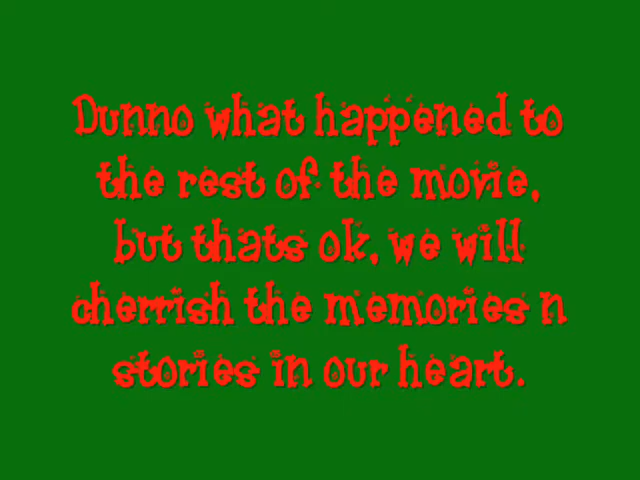 Dunno what happened to
the rest of the movie,
but thats ok, we will
cherrish the memories n
stories in our heart.